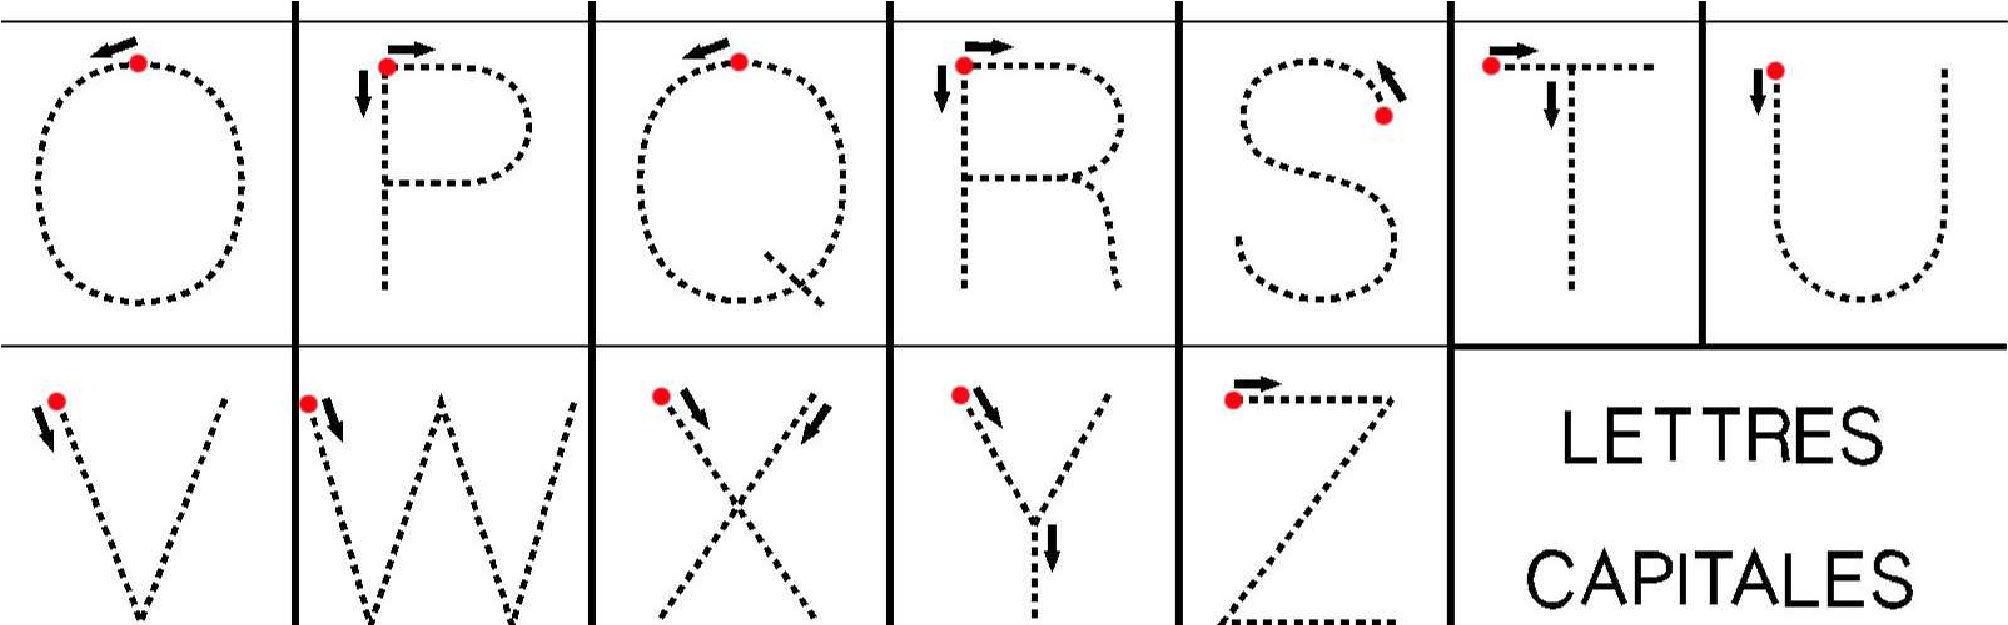 O P Q R S T U
V W X Y Z
LETTRES
CAPITALES